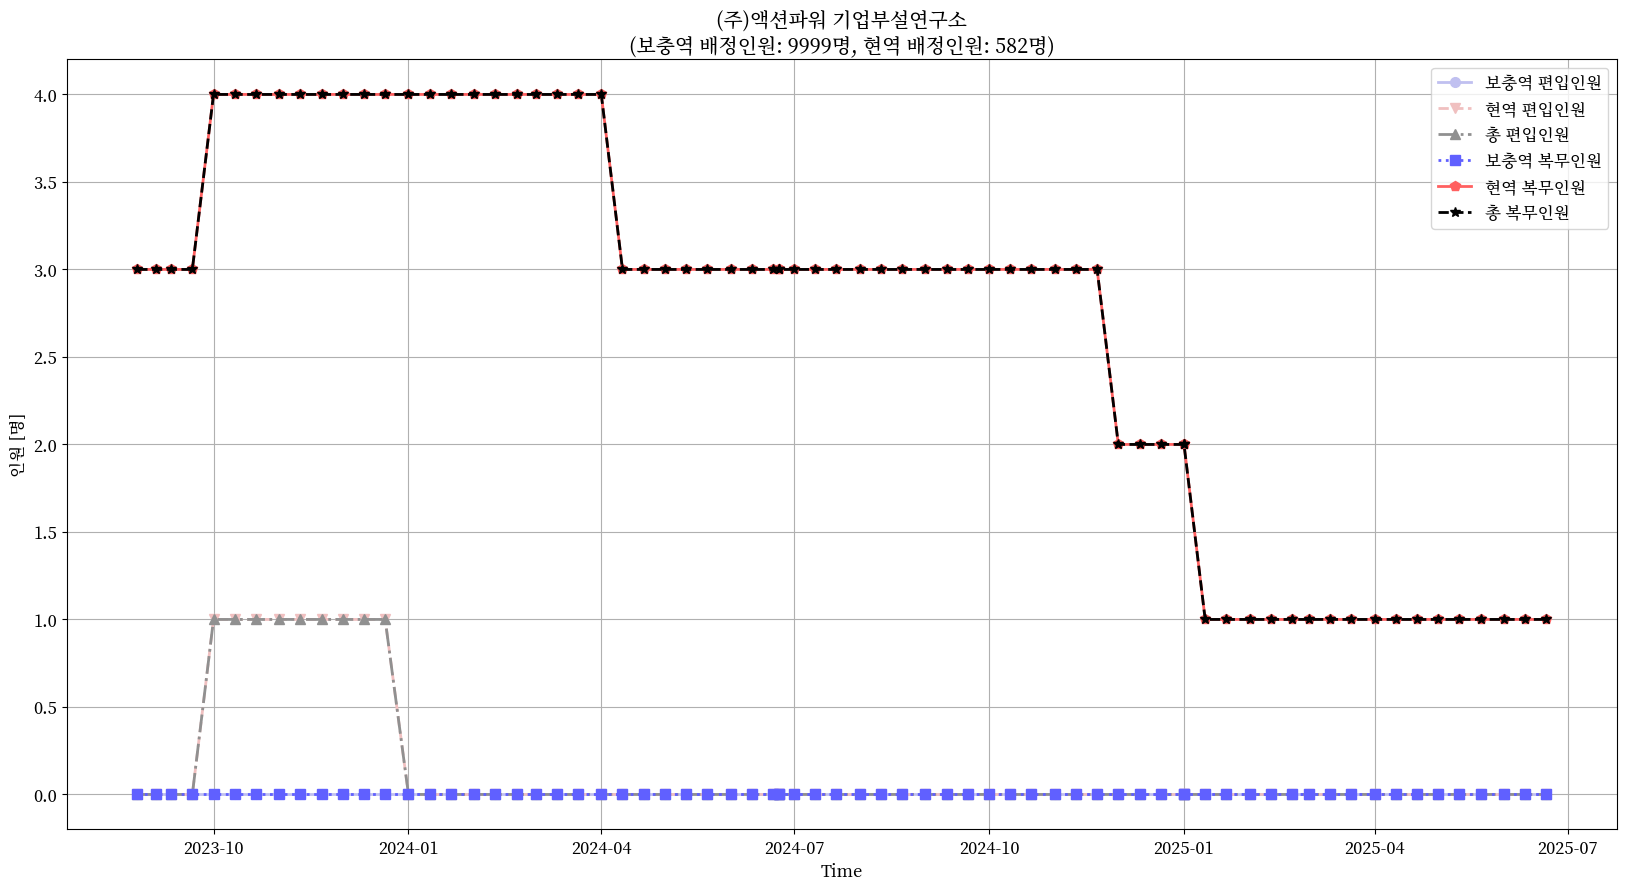 (주)액션파워 기업부설연구소
(보충역 배정인원: 9999명, 현역 배정인원: 582명)
보충역 편입인원
현역 편입인원
총 편입인원
보충역 복무인원
현역 복무인원
총 복무인원
인원 [명]
4.0
3.5
3.0
2.5
2.0
1.5
1.0
0.5
0.0
2023-10
2024-01
2024-04
2024-07
2024-10
2025-01
2025-04
2025-07
Time